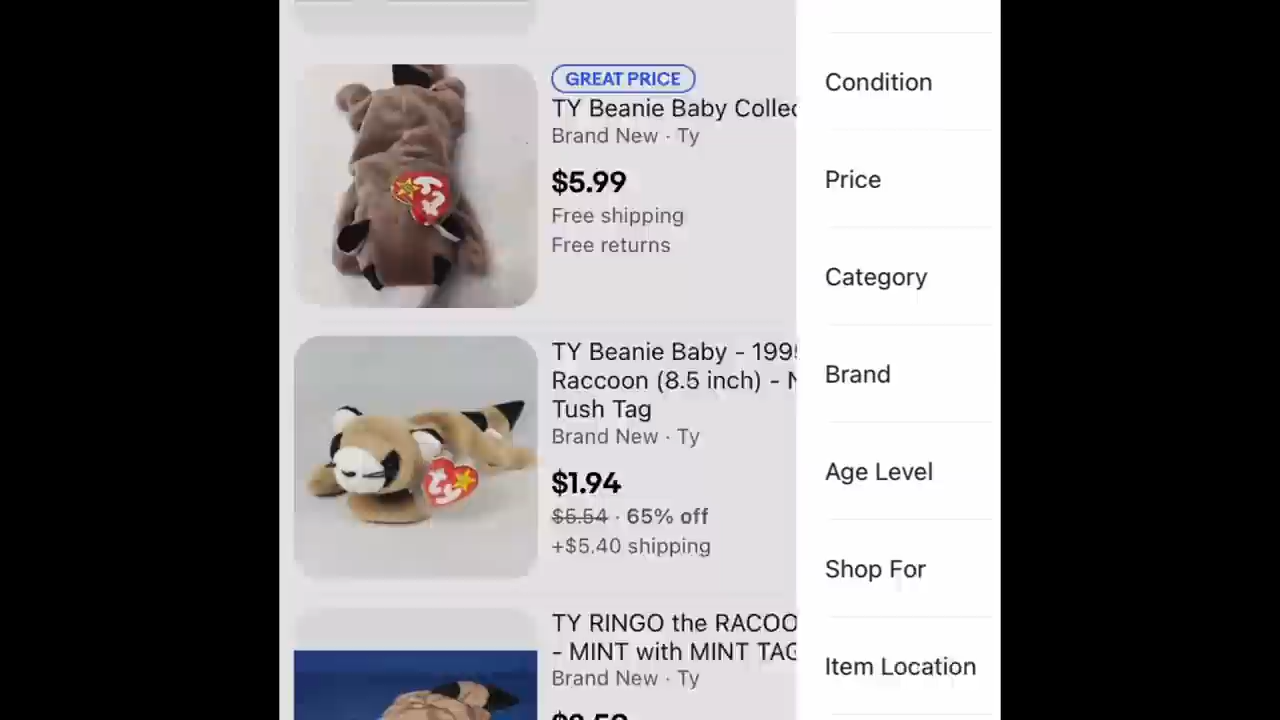 GREAT PRICE
TY Beanie Baby Collec
Brand New · Ty
$5.99
Free shipping
Free returns
TY Beanie Baby - 199
Raccoon (8.5 inch) - N
Tush Tag
Brand New · Ty
$1.94
$5.54 · 65% off
+$5.40 shipping
TY RINGO the RACOO
- MINT with MINT TAG
Brand New · Ty
Condition
Price
Category
Brand
Age Level
Shop For
Item Location
ty
ty